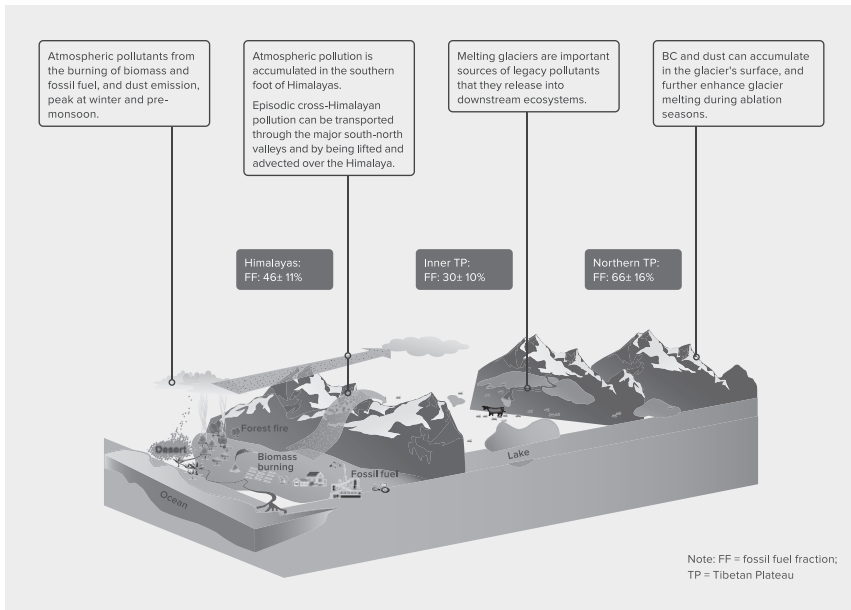 Atmospheric pollutants from
the burning of biomass and
fossil fuel, and dust emission,
peak at winter and pre-
monsoon.
Atmospheric pollution is
accumulated in the southern
foot of Himalayas.
Episodic cross-Himalayan
pollution can be transported
through the major south-north
valleys and by being lifted and
advected over the Himalaya.
Melting glaciers are important
sources of legacy pollutants
that they release into
downstream ecosystems.
BC and dust can accumulate
in the glacier's surface, and
further enhance glacier
melting during ablation
seasons.
Himalayas:
FF: 46± 11%
Inner TP:
FF: 30± 10%
Northern TP:
FF: 66± 16%
Forest fire
Desert
Biomass
burning
Fossil fuel
Lake
Ocean
Note: FF = fossil fuel fraction;
TP = Tibetan Plateau